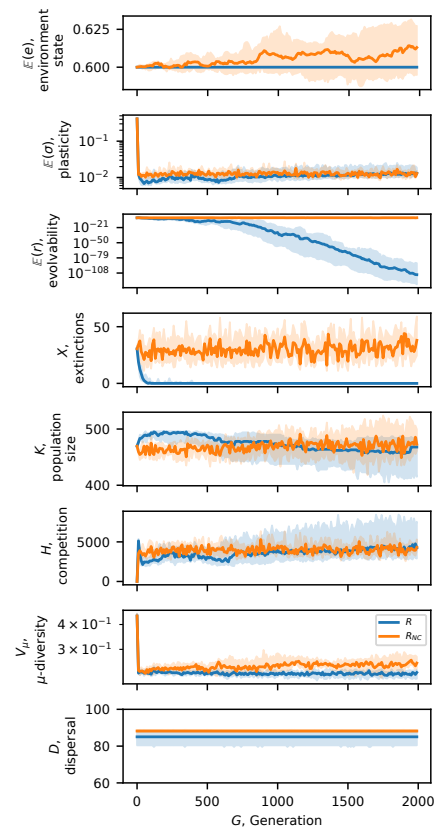 𝔼(e),
environment
state
0.625
0.600
𝔼(σ),
plasticity
10⁻¹
10⁻²
𝔼(r),
evolvability
10⁻²¹
10⁻⁵⁰
10⁻⁷⁹
10⁻¹⁰⁸
X,
extinctions
50
0
K,
population
size
500
400
H,
competition
5000
0
V_μ,
μ-diversity
4 × 10⁻¹
3 × 10⁻¹
R
R_NC
D,
dispersal
100
80
60
0
500
1000
1500
2000
G, Generation